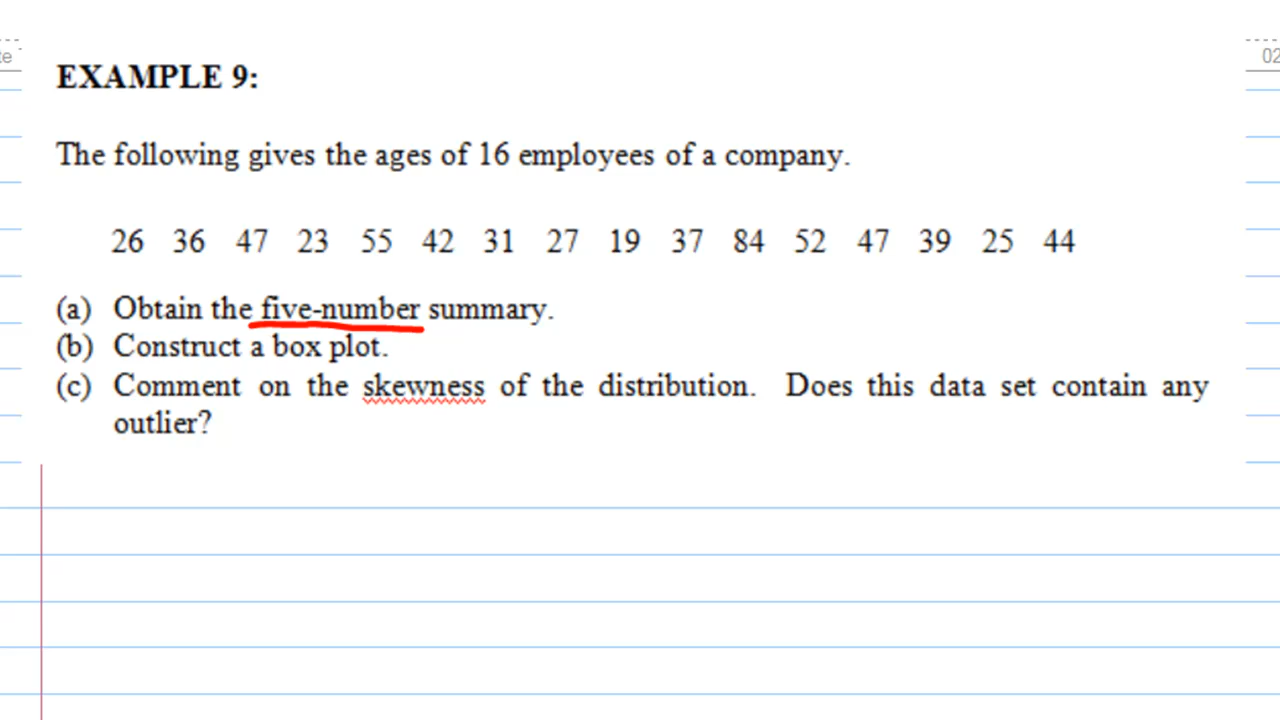 te
02
EXAMPLE 9:
The following gives the ages of 16 employees of a company.
26 36 47 23 55 42 31 27 19 37 84 52 47 39 25 44
(a) Obtain the five-number summary.
(b) Construct a box plot.
(c) Comment on the skewness of the distribution. Does this data set contain any
outlier?